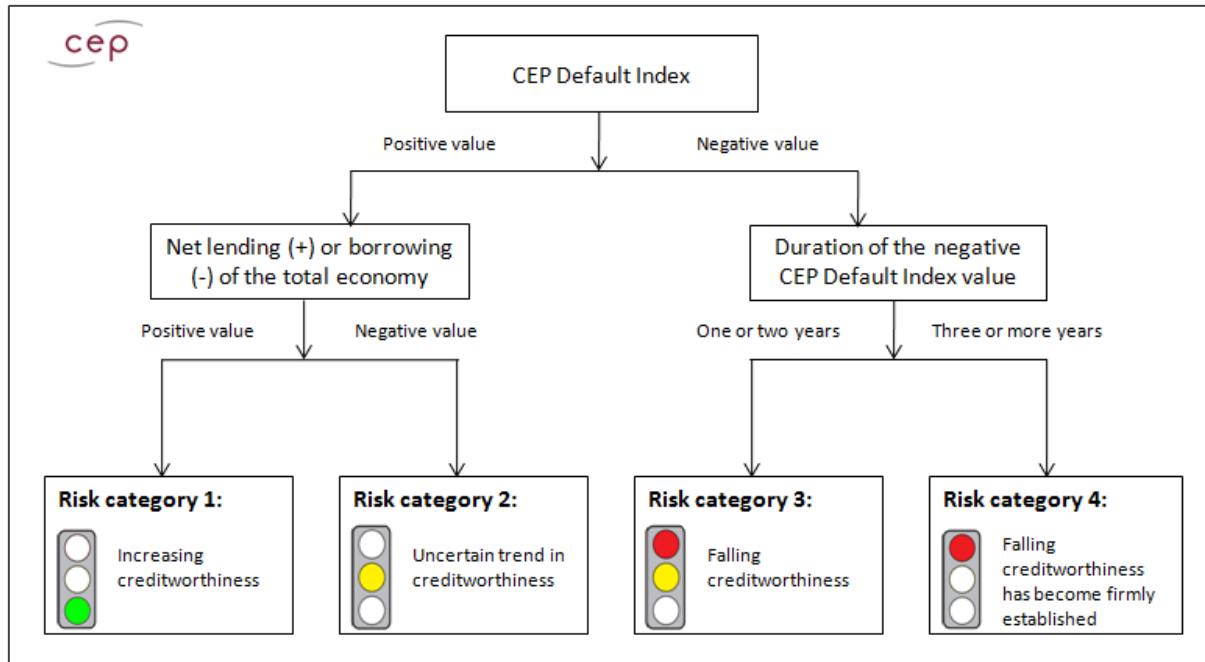 cep
CEP Default Index
Positive value
Negative value
Net lending (+) or borrowing
(-) of the total economy
Duration of the negative
CEP Default Index value
Positive value
Negative value
One or two years
Three or more years
Risk category 1:
Increasing
creditworthiness
Risk category 2:
Uncertain trend in
creditworthiness
Risk category 3:
Falling
creditworthiness
Risk category 4:
Falling
creditworthiness
has become firmly
established